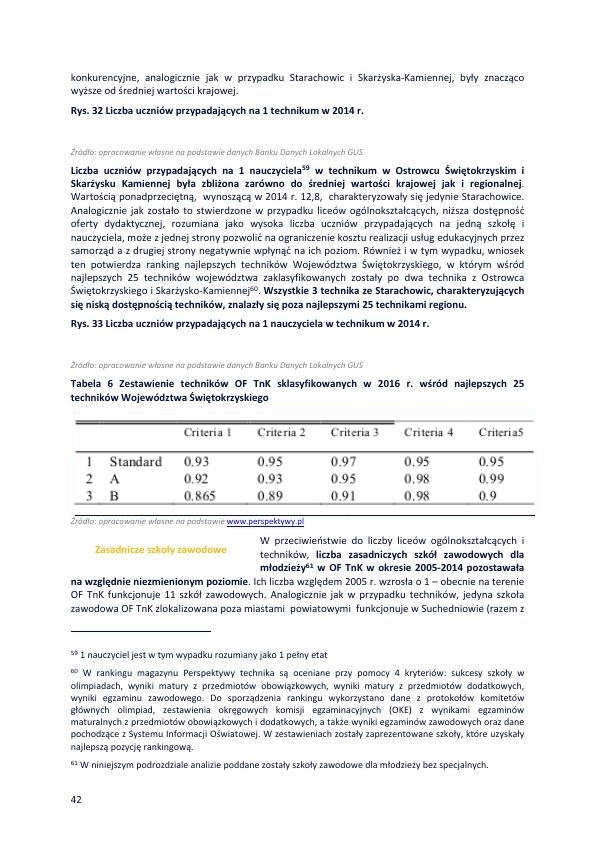 konkurencyjne, analogicznie jak w przypadku Starachowic i Skarżyska-Kamiennej, były znacząco
wyższe od średniej wartości krajowej.
Rys. 32 Liczba uczniów przypadających na 1 technikum w 2014 r.
Źródło: opracowanie własne na podstawie danych Banku Danych Lokalnych GUS
Liczba uczniów przypadających na 1 nauczyciela59 w technikum w Ostrowcu Świętokrzyskim i
Skarżysku Kamiennej była zbliżona zarówno do średniej wartości krajowej jak i regionalnej.
Wartością ponadprzeciętną, wynoszącą w 2014 r. 12,8, charakteryzowały się jedynie Starachowice.
Analogicznie jak zostało to stwierdzone w przypadku liceów ogólnokształcących, niższa dostępność
oferty dydaktycznej, rozumiana jako wysoka liczba uczniów przypadających na jedną szkołę i
nauczyciela, może z jednej strony pozwolić na ograniczenie kosztu realizacji usług edukacyjnych przez
samorząd a z drugiej strony negatywnie wpłynąć na ich poziom. Również i w tym wypadku, wniosek
ten potwierdza ranking najlepszych techników Województwa Świętokrzyskiego, w którym wśród
najlepszych 25 techników województwa zaklasyfikowanych zostały po dwa technika z Ostrowca
Świętokrzyskiego i Skarżysko-Kamiennej60. Wszystkie 3 technika ze Starachowic, charakteryzujących
się niską dostępnością techników, znalazły się poza najlepszymi 25 technikami regionu.
Rys. 33 Liczba uczniów przypadających na 1 nauczyciela w technikum w 2014 r.
Źródło: opracowanie własne na podstawie danych Banku Danych Lokalnych GUS
Tabela 6 Zestawienie techników OF TnK sklasyfikowanych w 2016 r. wśród najlepszych 25
techników Województwa Świętokrzyskiego
Criteria 1 Criteria 2 Criteria 3 Criteria 4 Criteria5
1 Standard 0.93 0.95 0.97 0.95 0.95
2 A 0.92 0.93 0.95 0.98 0.99
3 B 0.865 0.89 0.91 0.98 0.9
Źródło: opracowanie własne na podstawie www.perspektywy.pl
Zasadnicze szkoły zawodowe
W przeciwieństwie do liczby liceów ogólnokształcących i
techników, liczba zasadniczych szkół zawodowych dla
młodzieży61 w OF TnK w okresie 2005-2014 pozostawała
na względnie niezmienionym poziomie. Ich liczba względem 2005 r. wzrosła o 1 – obecnie na terenie
OF TnK funkcjonuje 11 szkół zawodowych. Analogicznie jak w przypadku techników, jedyna szkoła
zawodowa OF TnK zlokalizowana poza miastami powiatowymi funkcjonuje w Suchedniowie (razem z
59 1 nauczyciel jest w tym wypadku rozumiany jako 1 pełny etat
60 W rankingu magazynu Perspektywy technika są oceniane przy pomocy 4 kryteriów: sukcesy szkoły w
olimpiadach, wyniki matury z przedmiotów obowiązkowych, wyniki matury z przedmiotów dodatkowych,
wyniki egzaminu zawodowego. Do sporządzenia rankingu wykorzystano dane z protokołów komitetów
głównych olimpiad, zestawienia okręgowych komisji egzaminacyjnych (OKE) z wynikami egzaminów
maturalnych z przedmiotów obowiązkowych i dodatkowych, a także wyniki egzaminów zawodowych oraz dane
pochodzące z Systemu Informacji Oświatowej. W zestawieniach zostały zaprezentowane szkoły, które uzyskały
najlepszą pozycję rankingową.
61 W niniejszym podrozdziale analizie poddane zostały szkoły zawodowe dla młodzieży bez specjalnych.
42